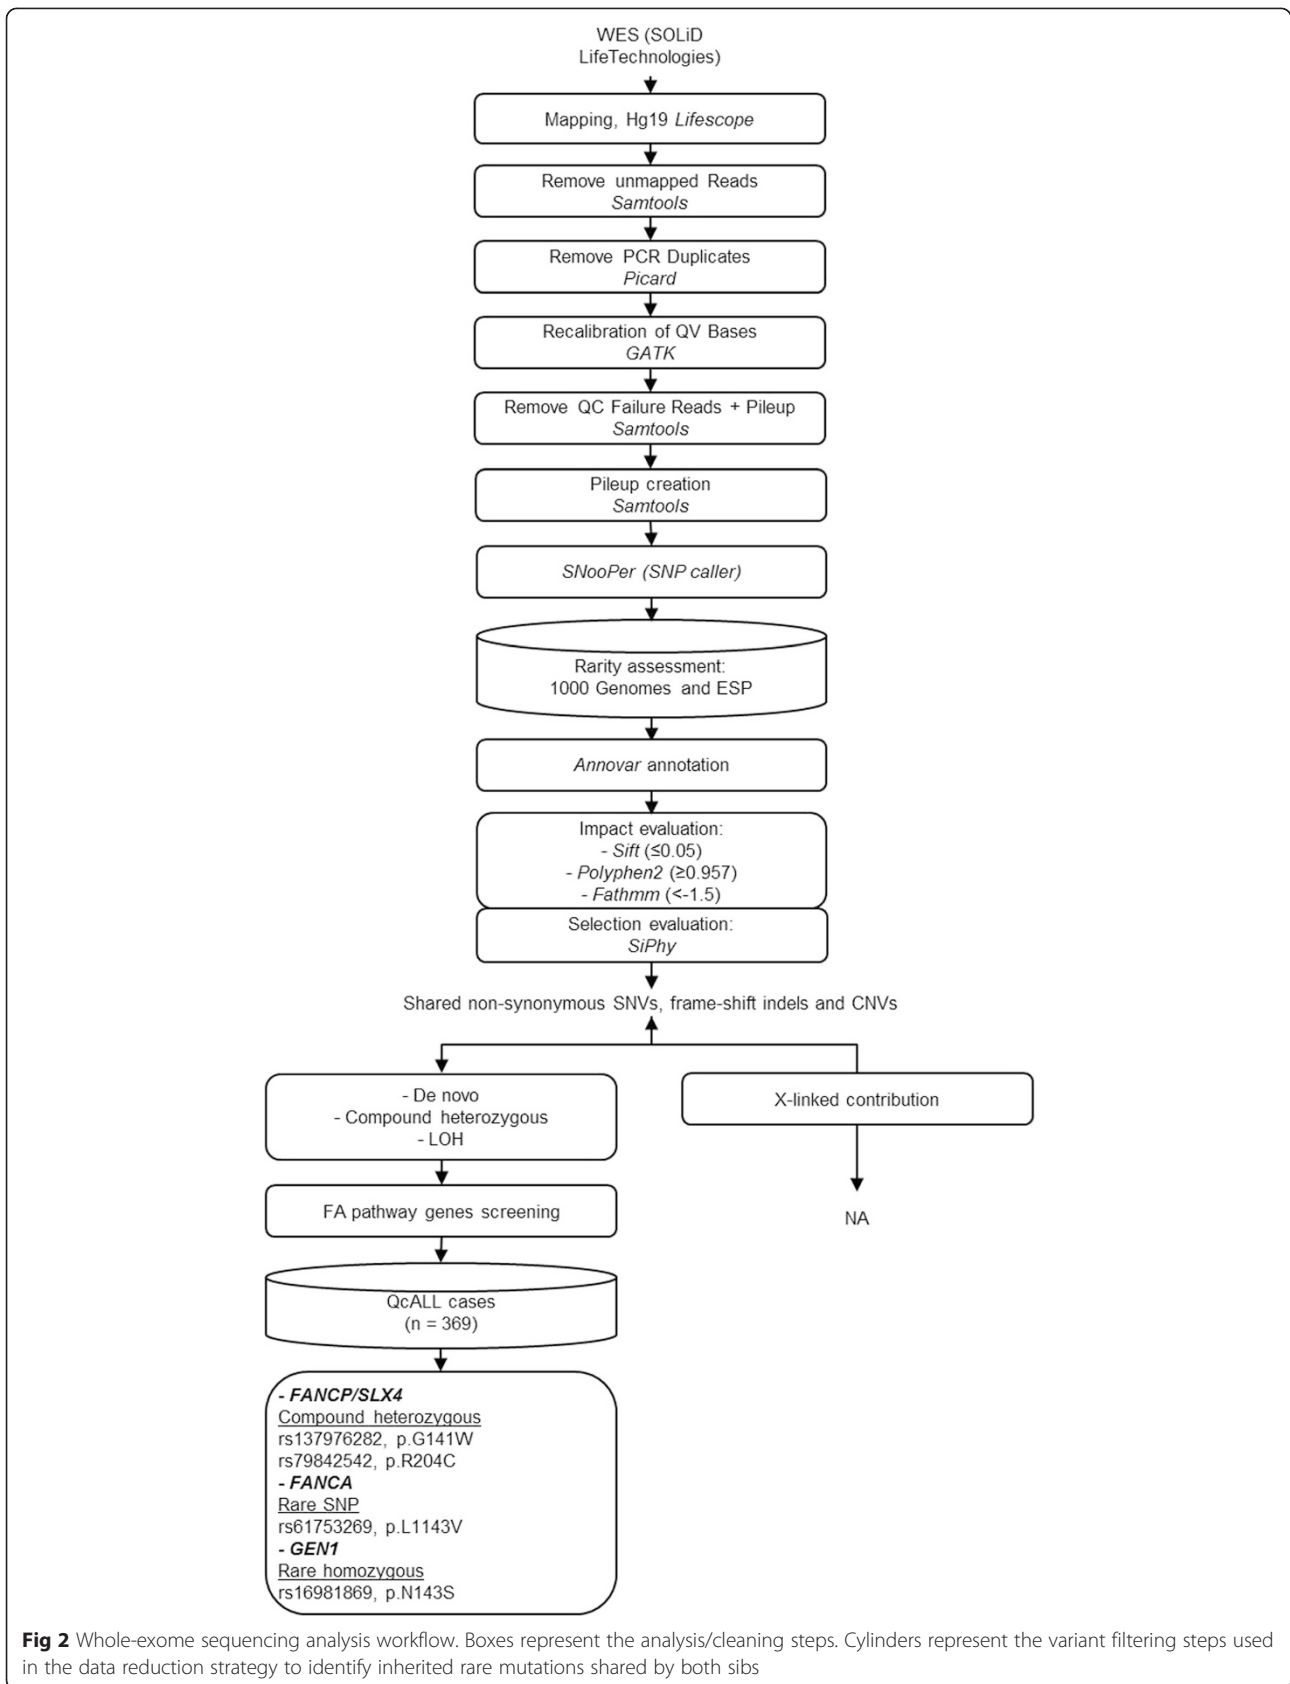 WES (SOLiD
LifeTechnologies)
Mapping, Hg19 Lifescope
Remove unmapped Reads
Samtools
Remove PCR Duplicates
Picard
Recalibration of QV Bases
GATK
Remove QC Failure Reads + Pileup
Samtools
Pileup creation
Samtools
SNooPer (SNP caller)
Rarity assessment:
1000 Genomes and ESP
Annovar annotation
Impact evaluation:
- Sift (≤0.05)
- Polyphen2 (≥0.957)
- Fathmm (<-1.5)
Selection evaluation:
SiPhy
Shared non-synonymous SNVs, frame-shift indels and CNVs
- De novo
- Compound heterozygous
- LOH
X-linked contribution
FA pathway genes screening
NA
QcALL cases
(n = 369)
- FANCP/SLX4
Compound heterozygous
rs137976282, p.G141W
rs79842542, p.R204C
- FANCA
Rare SNP
rs61753269, p.L1143V
- GEN1
Rare homozygous
rs16981869, p.N143S
Fig 2 Whole-exome sequencing analysis workflow. Boxes represent the analysis/cleaning steps. Cylinders represent the variant filtering steps used
in the data reduction strategy to identify inherited rare mutations shared by both sibs